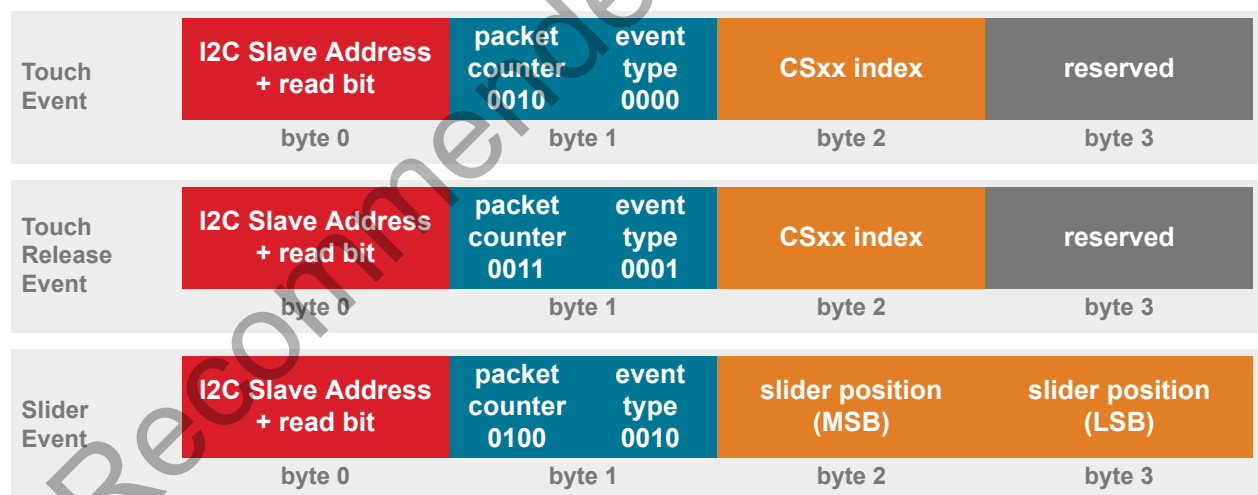 Touch
Event
I2C Slave Address
+ read bit
packet
counter
0010
event
type
0000
CSxx index
reserved
byte 0
byte 1
byte 2
byte 3
Touch
Release
Event
I2C Slave Address
+ read bit
packet
counter
0011
event
type
0001
CSxx index
reserved
byte 0
byte 1
byte 2
byte 3
Slider
Event
I2C Slave Address
+ read bit
packet
counter
0100
event
type
0010
slider position
(MSB)
slider position
(LSB)
byte 0
byte 1
byte 2
byte 3
Recommende